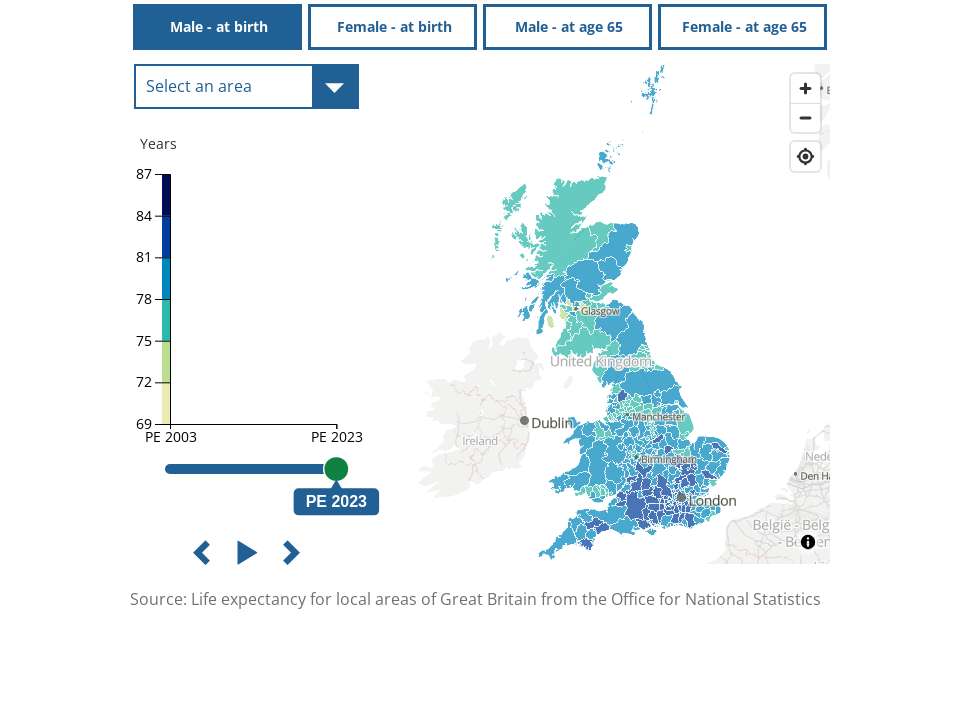 Male - at birth
Female - at birth
Male - at age 65
Female - at age 65
Select an area
Years
87
84
81
78
75
72
69
PE 2003
PE 2023
PE 2023
Glasgow
United Kingdom
Manchester
Dublin
Ireland
Birmingham
London
Nede
Den Ha
België - Belg
Source: Life expectancy for local areas of Great Britain from the Office for National Statistics